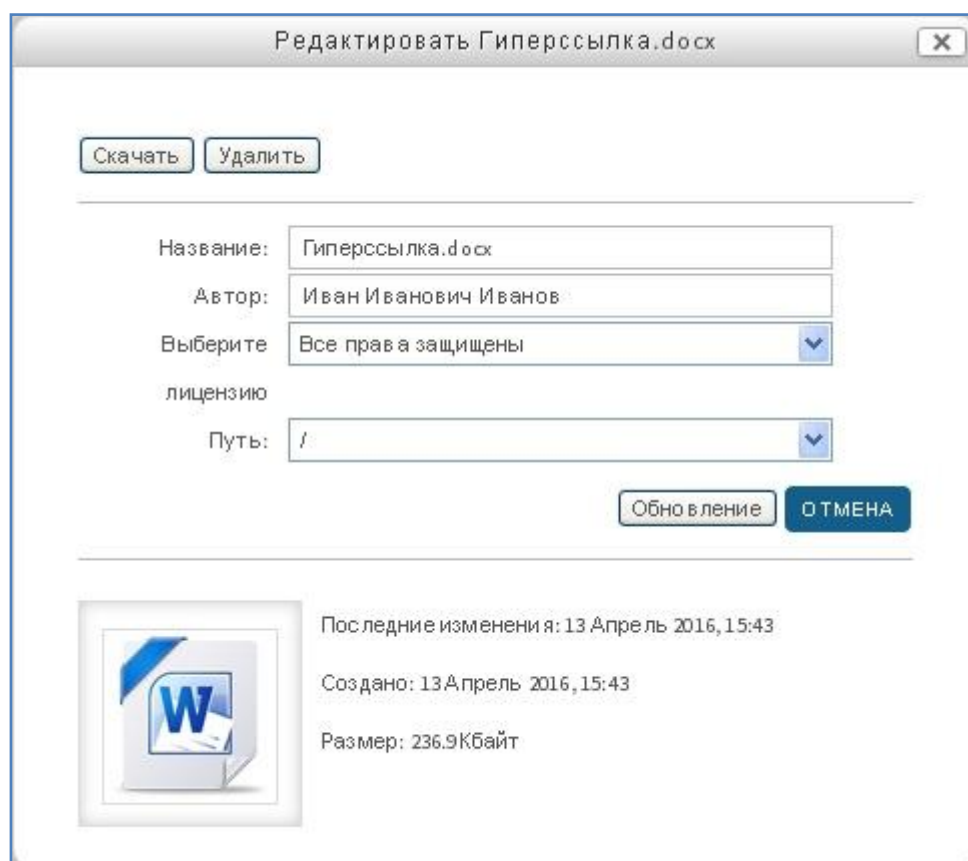 Редактировать Гиперссылка.docx
Скачать Удалить
Название: Гиперссылка.docx
Автор: Иван Иванович Иванов
Выберите Все права защищены
лицензию
Путь: /
Обновление ОТМЕНА
Последние изменения: 13 Апрель 2016, 15:43
Создано: 13 Апрель 2016, 15:43
Размер: 236.9Кбайт
W